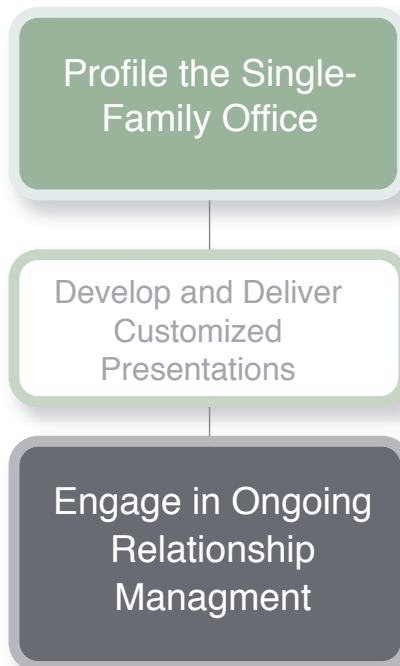 Profile the Single-
Family Office
Develop and Deliver
Customized
Presentations
Engage in Ongoing
Relationship
Managment